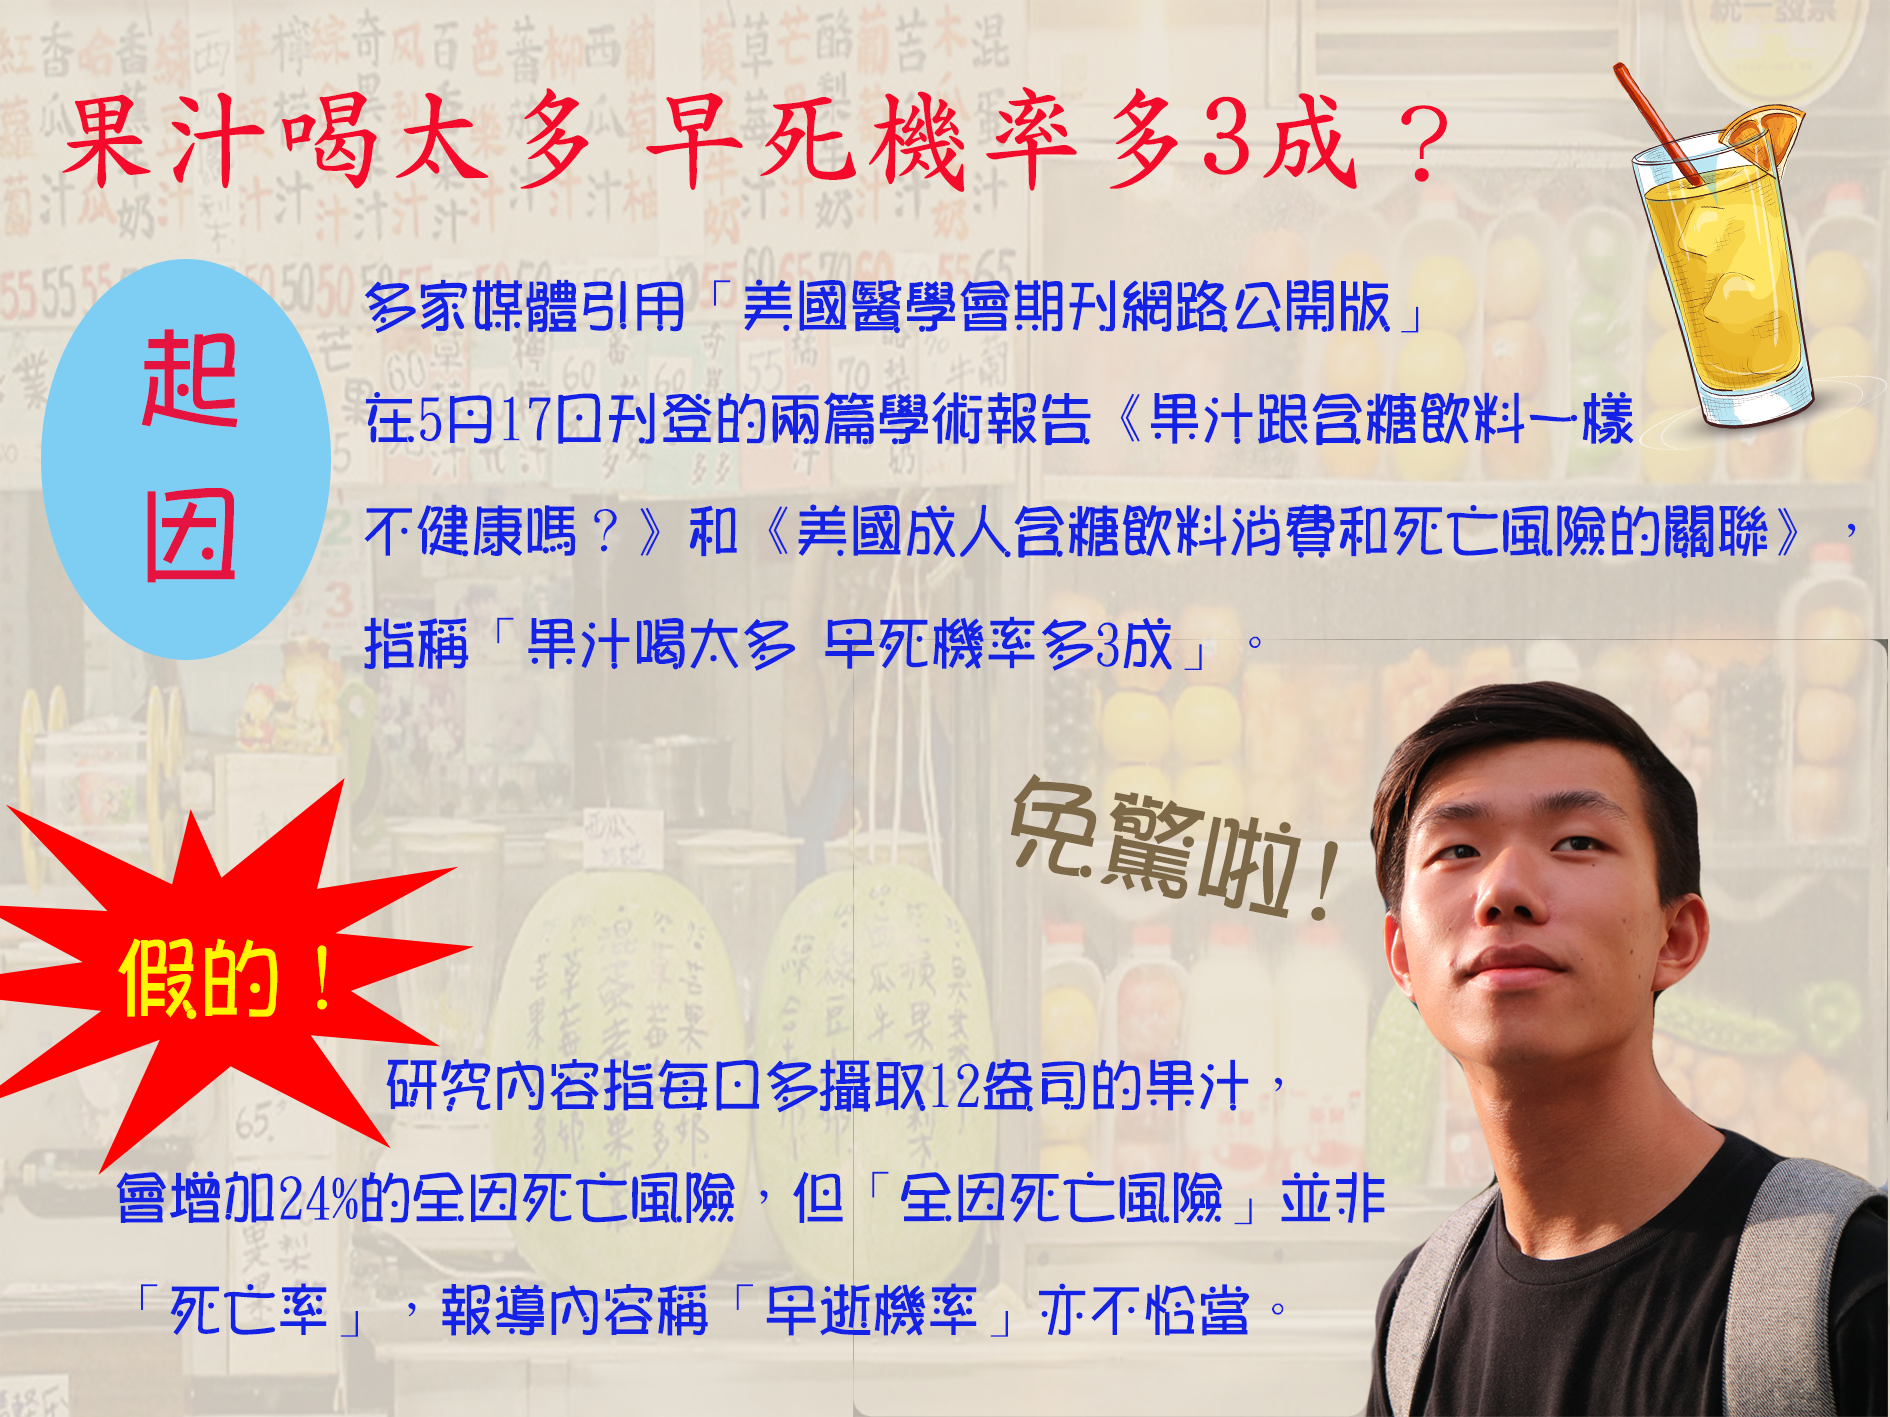 果汁喝太多 早死機率多3成？
起因
多家媒體引用「美國醫學會期刊網路公開版」
在5月17日刊登的兩篇學術報告《果汁跟含糖飲料一樣
不健康嗎？》和《美國成人含糖飲料消費和死亡風險的關聯》，
指稱「果汁喝太多 早死機率多3成」。
免驚啦!
假的！
研究內容指每日多攝取12盎司的果汁，
會增加24%的全因死亡風險，但「全因死亡風險」並非
「死亡率」，報導內容稱「早逝機率」亦不恰當。